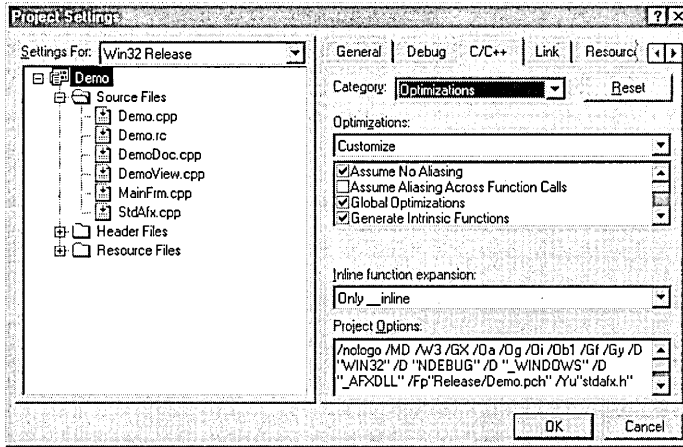 Project Settings
Settings For: Win32 Release
Demo
Source Files
Demo.cpp
Demo.rc
DemoDoc.cpp
DemoView.cpp
MainFrm.cpp
StdAfx.cpp
Header Files
Resource Files
General Debug C/C++ Link Resourc
Category: Optimizations Reset
Optimizations:
Customize
Assume No Aliasing
Assume Aliasing Across Function Calls
Global Optimizations
Generate Intrinsic Functions
Inline function expansion:
Only __inline
Project Options:
/nologo /MD /W3 /GX /Oa /Og /Oi /Ob1 /Gf /Gy /D
"WIN32" /D "NDEBUG" /D "_WINDOWS" /D
"_AFXDLL" /Fp"Release/Demo.pch" /Yu"stdafx.h"
OK Cancel